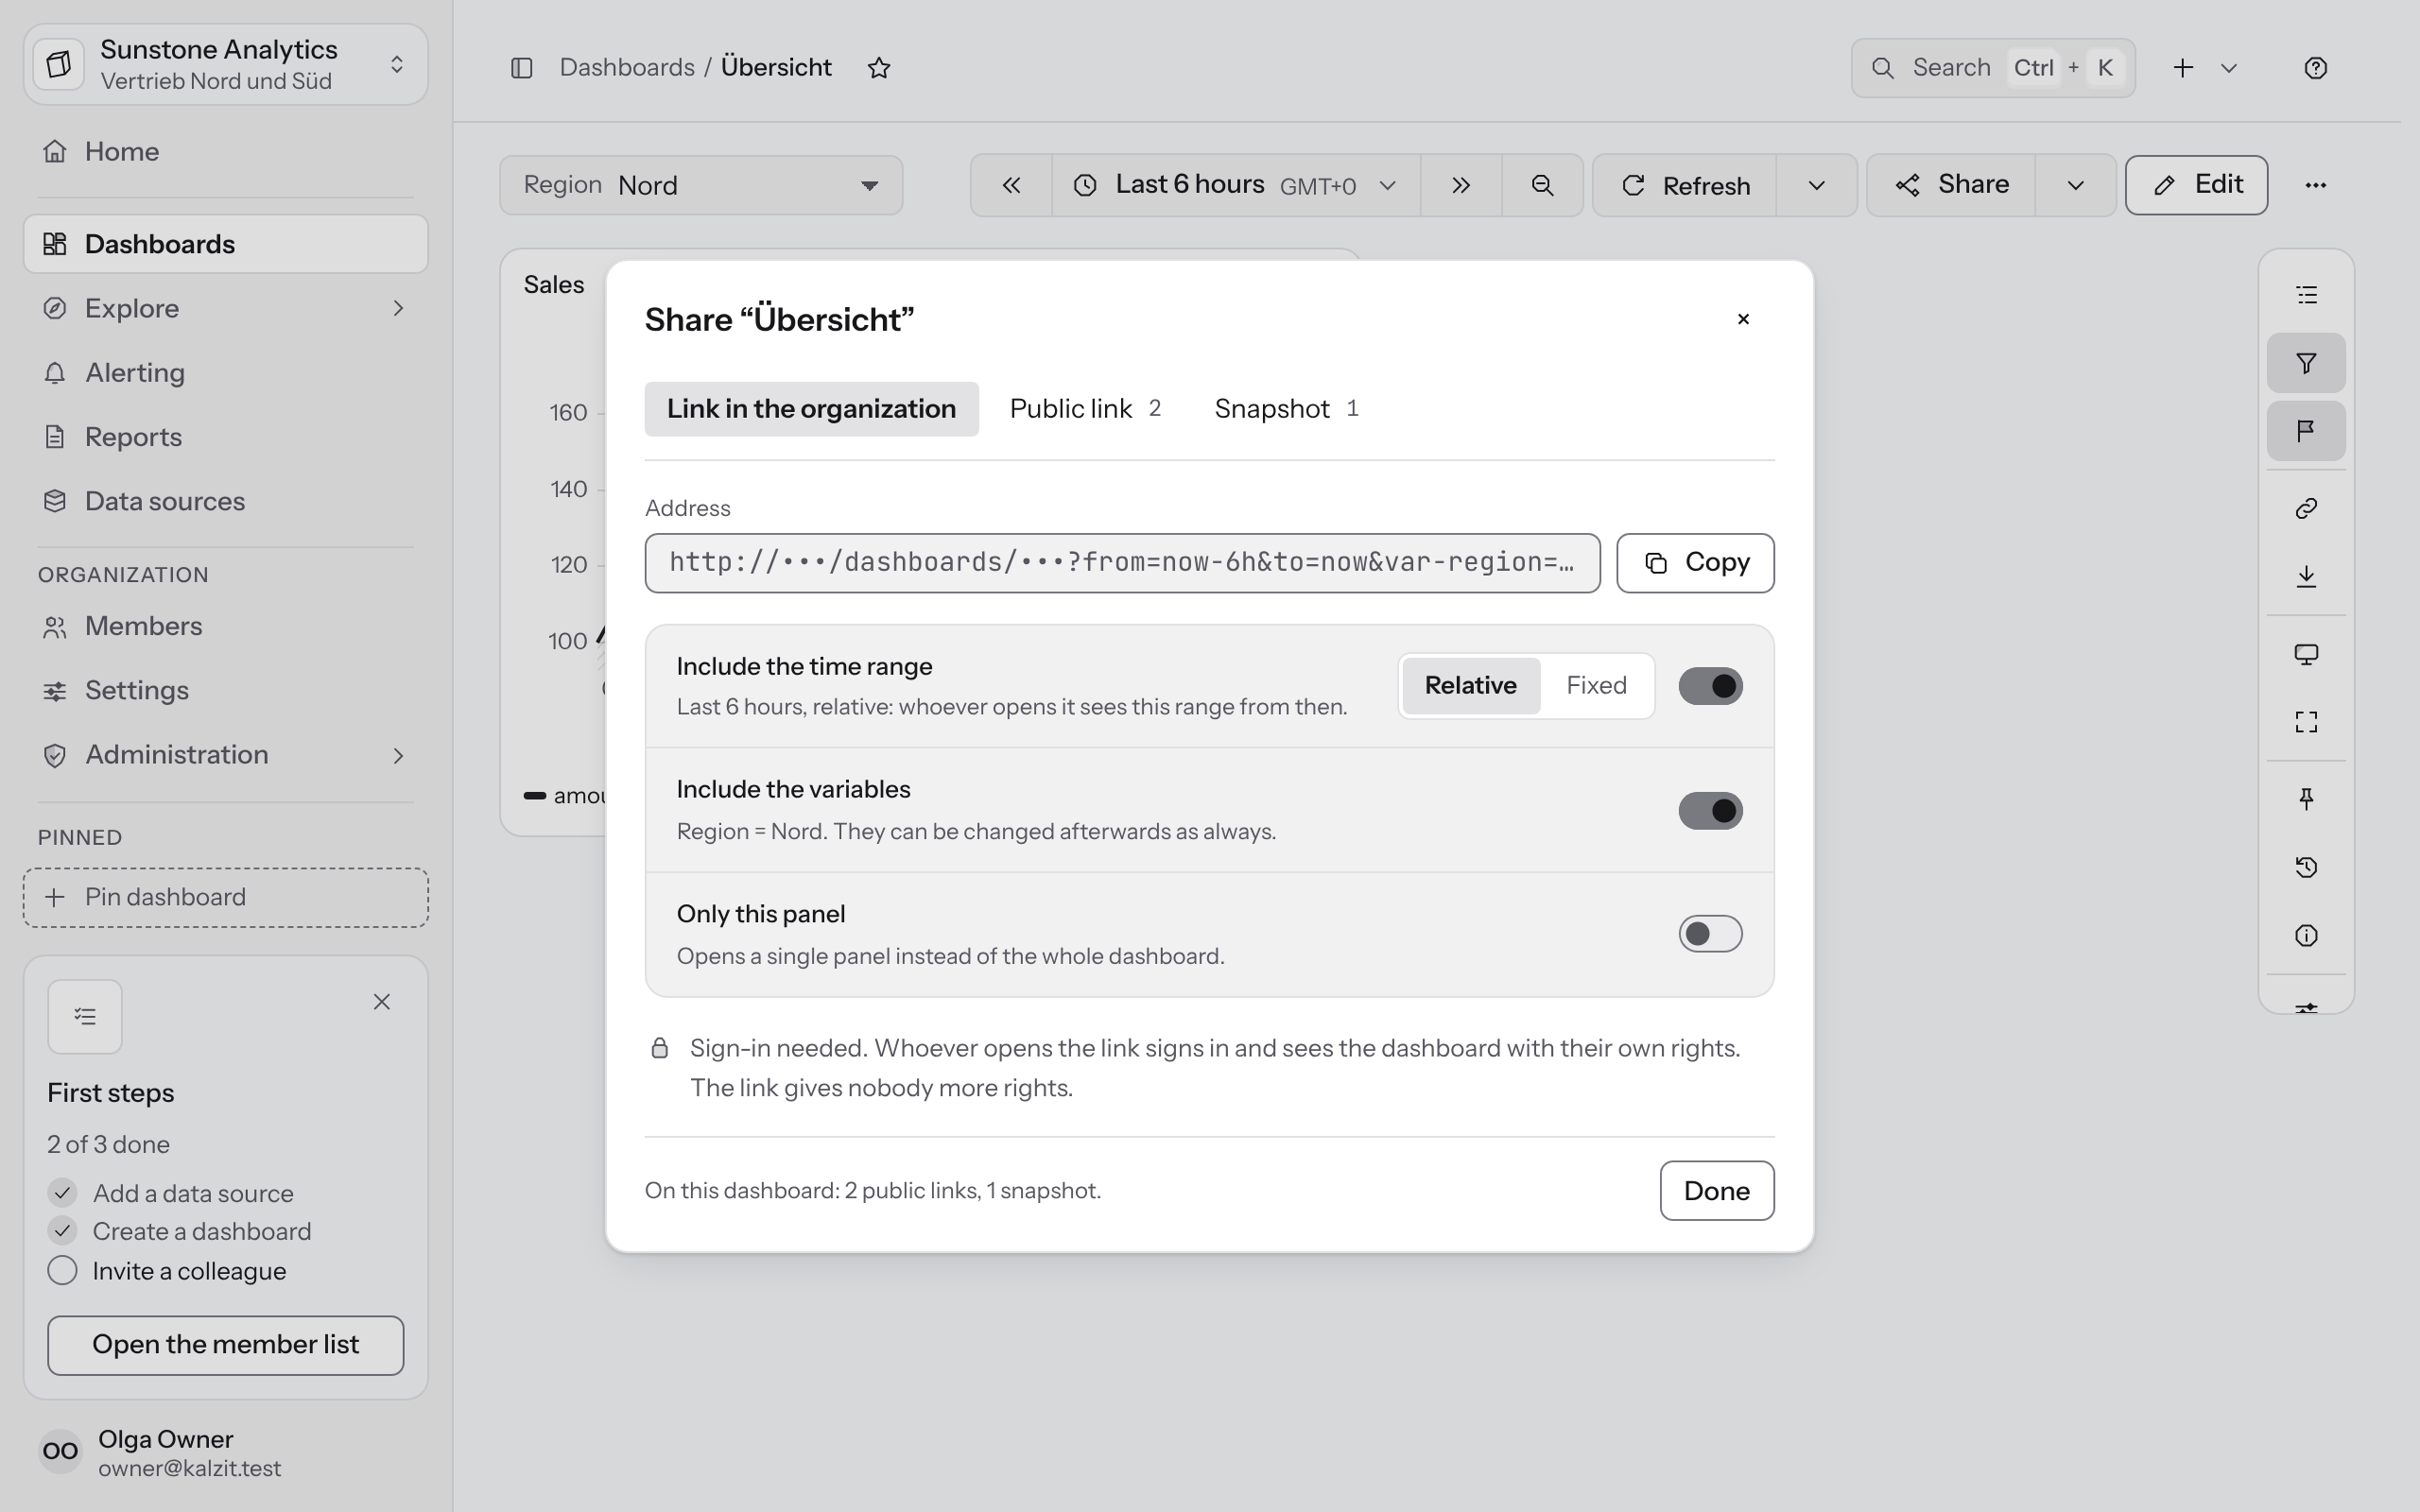 Sunstone Analytics
Vertrieb Nord und Süd
Home
Dashboards
Explore
Alerting
Reports
Data sources
ORGANIZATION
Members
Settings
Administration
PINNED
Pin dashboard
First steps
2 of 3 done
Add a data source
Create a dashboard
Invite a colleague
Open the member list
OO
Olga Owner
owner@kalzit.test
Dashboards / Übersicht
Search Ctrl + K
Region Nord
Last 6 hours GMT+0
Refresh
Share
Edit
Sales
160
140
120
100
Share “Übersicht”
Link in the organization
Public link 2
Snapshot 1
Address
http://•••/dashboards/•••?from=now-6h&to=now&var-region=…
Copy
Include the time range
Last 6 hours, relative: whoever opens it sees this range from then.
Relative
Fixed
Include the variables
Region = Nord. They can be changed afterwards as always.
Only this panel
Opens a single panel instead of the whole dashboard.
Sign-in needed. Whoever opens the link signs in and sees the dashboard with their own rights.
The link gives nobody more rights.
On this dashboard: 2 public links, 1 snapshot.
Done